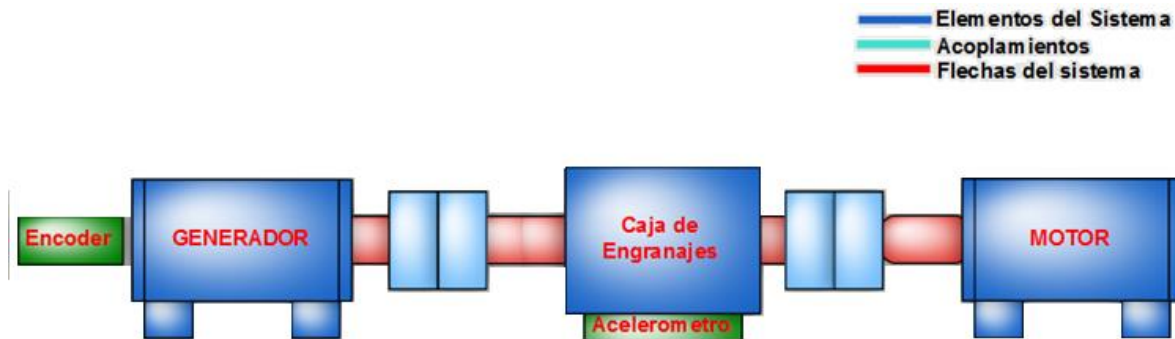 Elementos del Sistema
Acoplamientos
Flechas del sistema
Encoder
GENERADOR
Caja de
Engranajes
MOTOR
Acelerometro